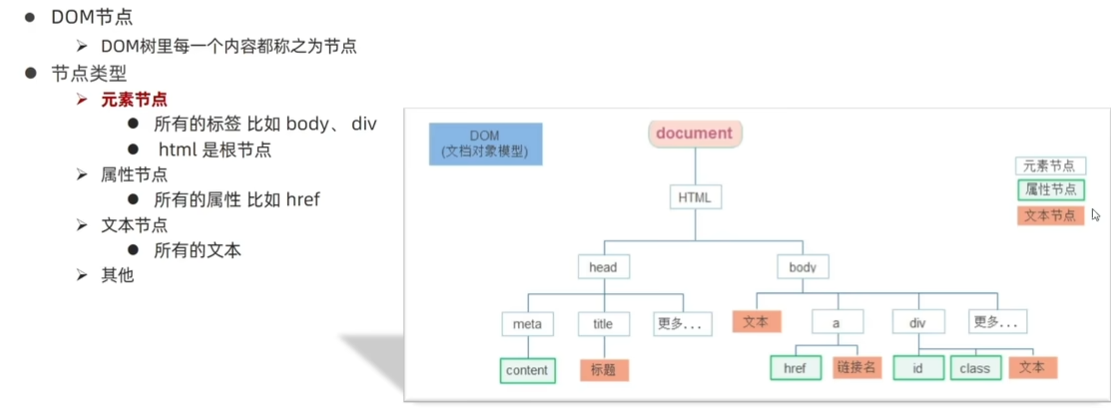 DOM节点
DOM树里每一个内容都称之为节点
节点类型
元素节点
所有的标签 比如 body、 div
html 是根节点
属性节点
所有的属性 比如 href
文本节点
所有的文本
其他
DOM
(文档对象模型)
document
元素节点
属性节点
文本节点
HTML
head
body
meta
title
更多...
文本
a
div
更多...
content
标题
href
链接名
id
class
文本